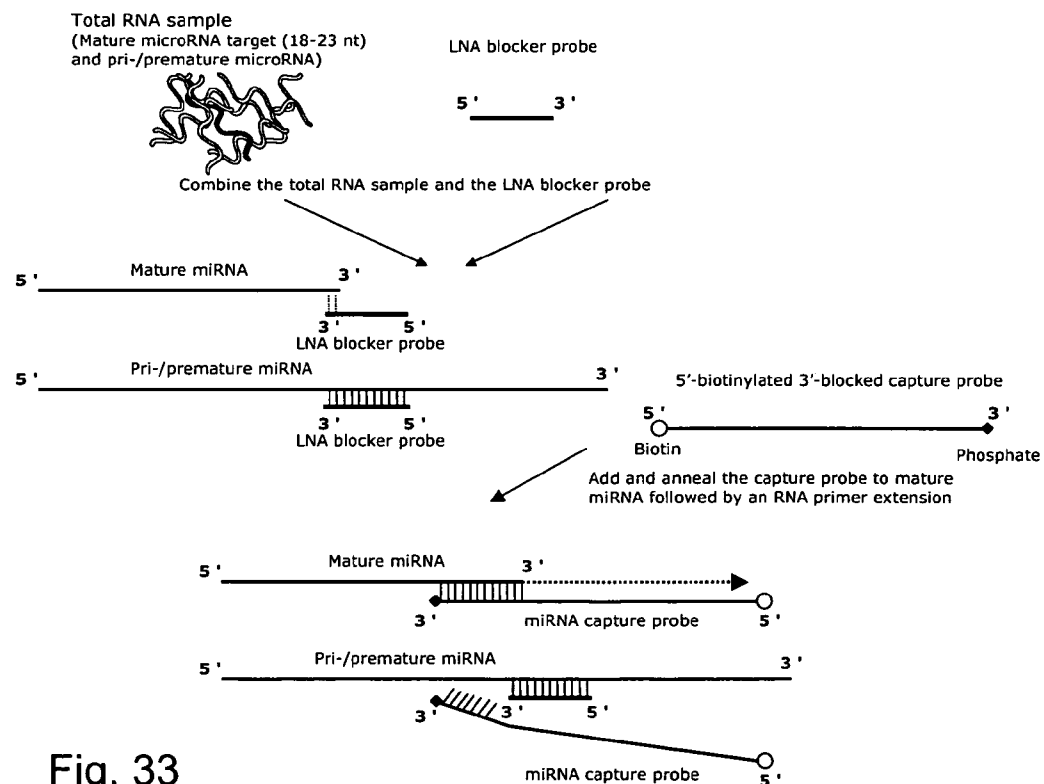 Total RNA sample
(Mature microRNA target (18-23 nt)
and pri-/premature microRNA)
LNA blocker probe
5 ' 3 '
Combine the total RNA sample and the LNA blocker probe
5 ' Mature miRNA 3 '
3 ' 5 '
LNA blocker probe
5 ' Pri-/premature miRNA 3 '
3 ' 5 '
LNA blocker probe
5'-biotinylated 3'-blocked capture probe
5 ' 3 '
Biotin Phosphate
Add and anneal the capture probe to mature
miRNA followed by an RNA primer extension
5 ' Mature miRNA 3 '
3 ' miRNA capture probe 5 '
5 ' Pri-/premature miRNA 3 '
3 ' 3 ' 5 '
miRNA capture probe 5 '
Fig. 33